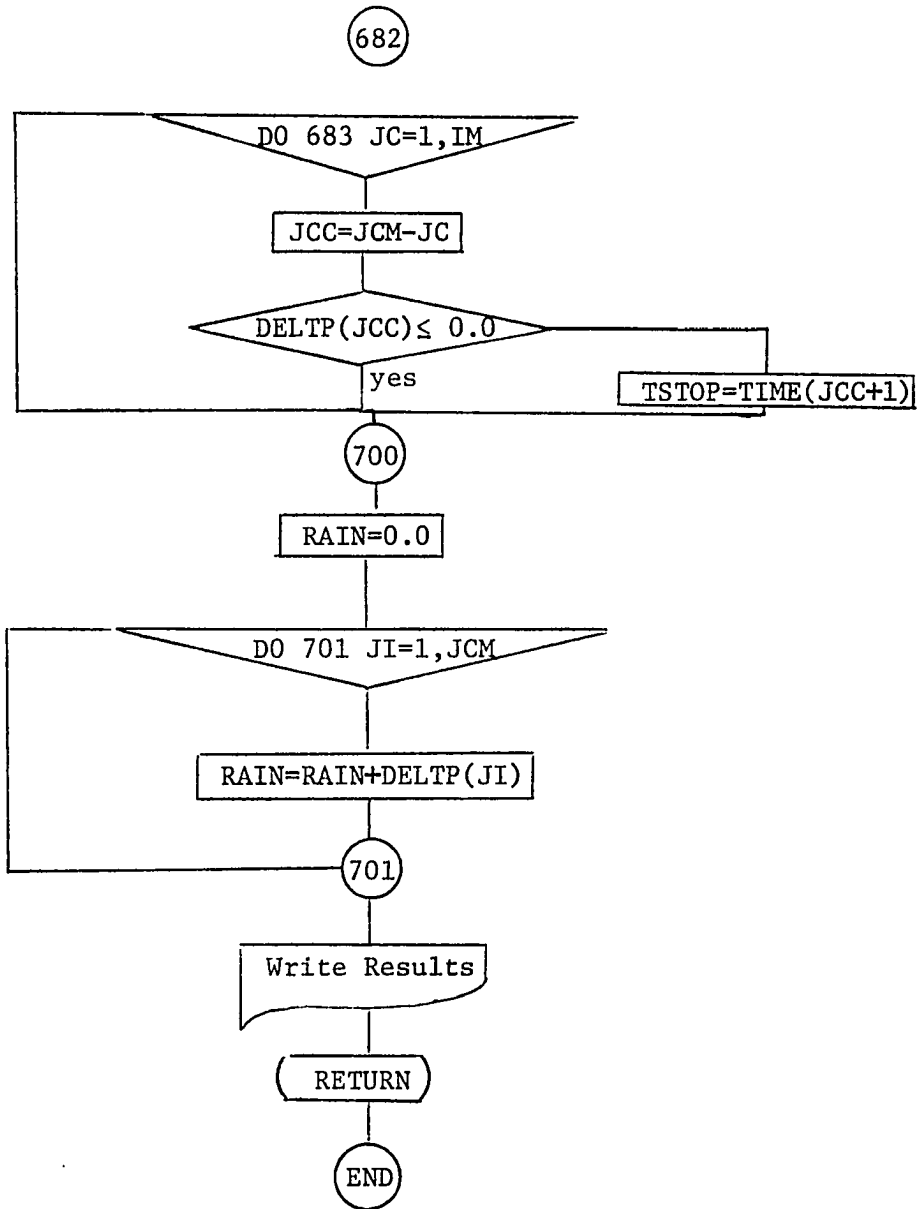 682
DO 683 JC=1,IM
JCC=JCM-JC
DELTP(JCC)≤ 0.0
yes
TSTOP=TIME(JCC+1)
700
RAIN=0.0
DO 701 JI=1,JCM
RAIN=RAIN+DELTP(JI)
701
Write Results
RETURN
END